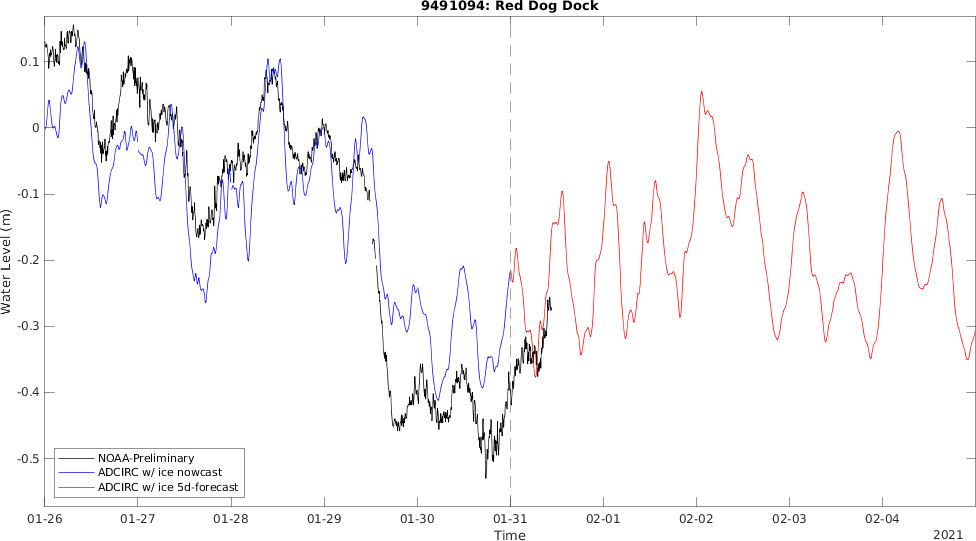 9491094: Red Dog Dock
0.1
0
-0.1
-0.2
-0.3
-0.4
-0.5
Water Level (m)
NOAA-Preliminary
ADCIRC w/ ice nowcast
ADCIRC w/ ice 5d-forecast
01-26 01-27 01-28 01-29 01-30 01-31 02-01 02-02 02-03 02-04
Time
2021